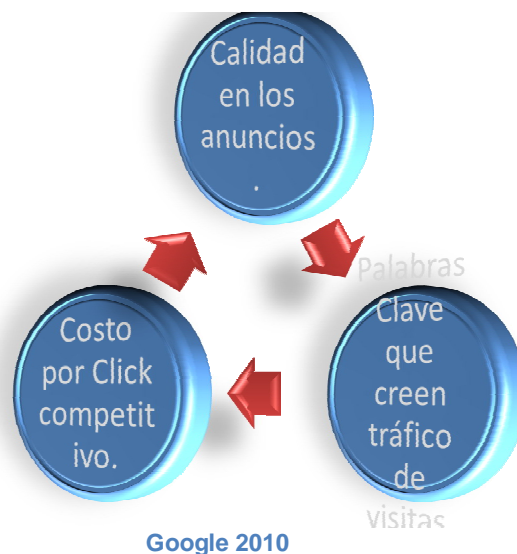 Calidad
en los
anuncios
.
Palabras
Clave
que
creen
tráfico
de
visitas
Costo
por Click
competit
ivo.
Google 2010